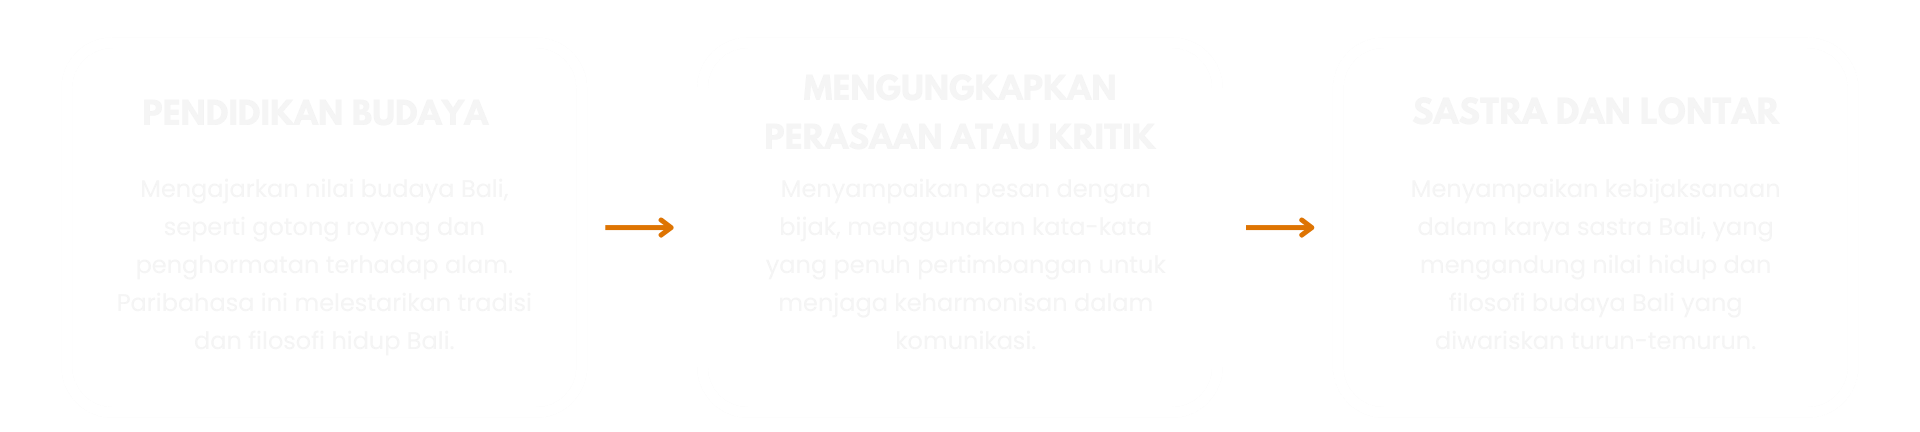 PENDIDIKAN BUDAYA
Mengajarkan nilai budaya Bali,
seperti gotong royong dan
penghormatan terhadap alam.
Paribahasa ini melestarikan tradisi
dan filosofi hidup Bali.
MENGUNGKAPKAN
PERASAAN ATAU KRITIK
Menyampaikan pesan dengan
bijak, menggunakan kata-kata
yang penuh pertimbangan untuk
menjaga keharmonisan dalam
komunikasi.
SASTRA DAN LONTAR
Menyampaikan kebijaksanaan
dalam karya sastra Bali, yang
mengandung nilai hidup dan
filosofi budaya Bali yang
diwariskan turun-temurun.